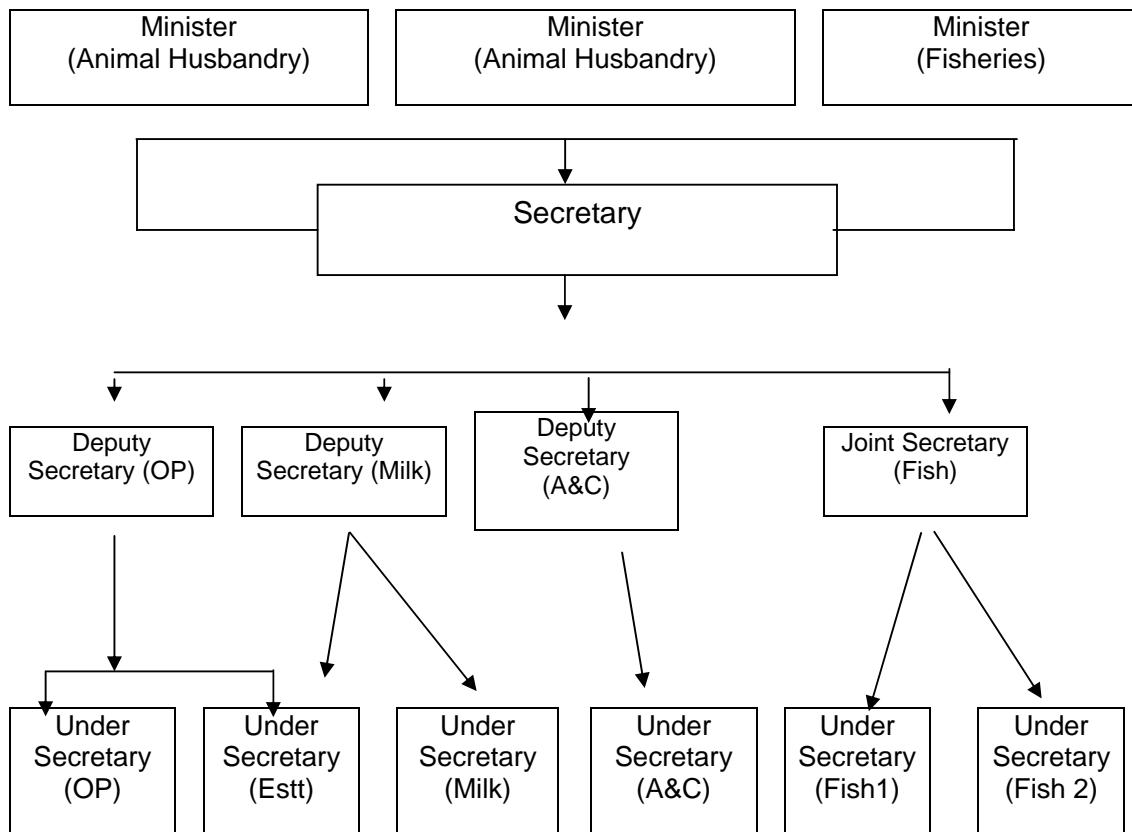 Minister
(Animal Husbandry)
Minister
(Animal Husbandry)
Minister
(Fisheries)
Secretary
Deputy
Secretary (OP)
Deputy
Secretary (Milk)
Deputy
Secretary
(A&C)
Joint Secretary
(Fish)
Under
Secretary
(OP)
Under
Secretary
(Estt)
Under
Secretary
(Milk)
Under
Secretary
(A&C)
Under
Secretary
(Fish1)
Under
Secretary
(Fish 2)